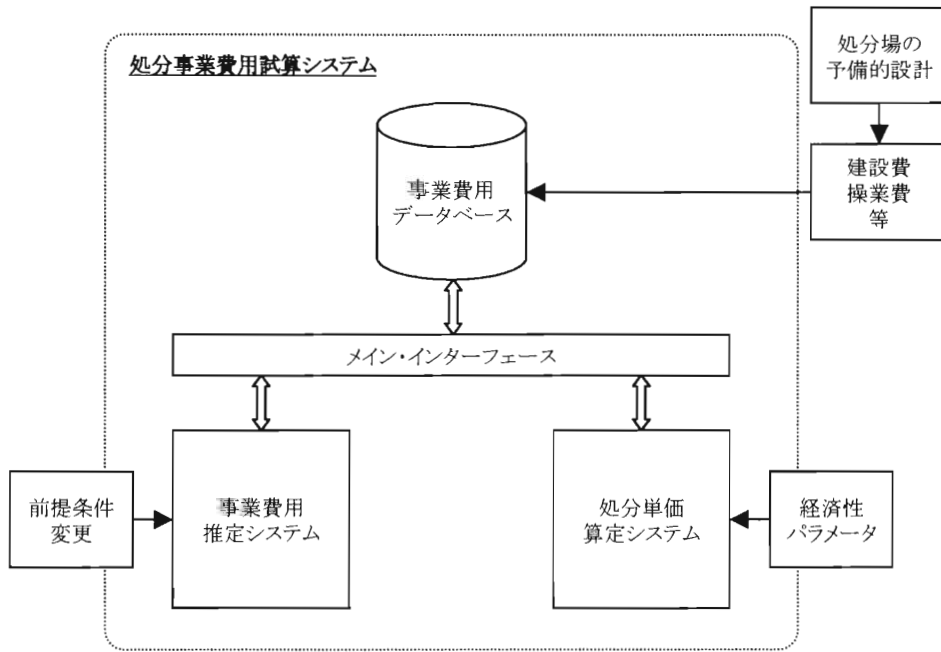 処分事業費用試算システム
処分場の
予備的設計
建設費
操業費
等
事業費用
データベース
メイン・インターフェース
前提条件
変更
事業費用
推定システム
処分単価
算定システム
経済性
パラメータ